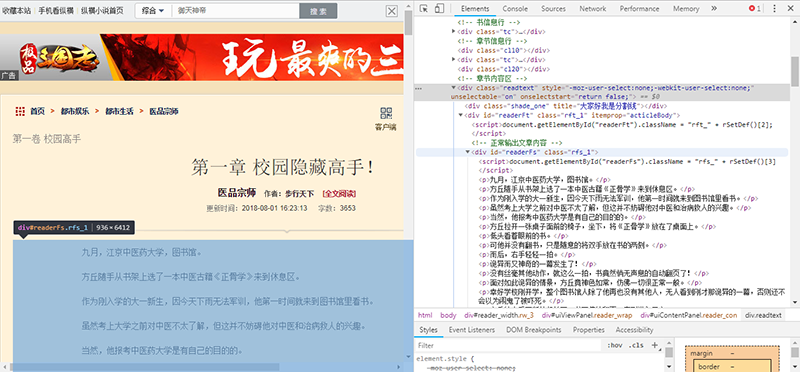 收藏本站 | 手机看纵横 | 纵横小说首页
综合
御天神帝
搜 索
极品三国志
玩最爽的三
广告
首页 > 都市娱乐 > 都市生活 > 医品宗师
客户端
第一卷 校园高手
第一章 校园隐藏高手！
医品宗师 作者：步行天下 [全文阅读]
更新时间：2018-08-01 16:23:13 字数：3653
div#readerFs.rfs_1 | 936×6412
九月，江京中医药大学，图书馆。
方丘随手从书架上选了一本中医古籍《正骨学》来到休息区。
作为刚入学的大一新生，因今天下雨无法军训，他第一时间就来到图书馆里看书。
虽然考上大学之前对中医不太了解，但这并不妨碍他对中医和治病救人的兴趣。
当然，他报考中医药大学是有自己的目的的。
Elements Console Sources Network Performance Memory »
1
<!-- 书信息行 -->
<div class="tc">…</div>
<!-- 章节信息行 -->
<div class="cl10"></div>
<div class="tc">…</div>
<div class="cl20"></div>
<!-- 章节内容区 -->
<div class="readtext" style="-moz-user-select:none;-webkit-user-select:none;"
unselectable="on" onselectstart="return false;"> == $0
<div class="shade_one" title="大家好我是分割线"></div>
<div id="readerFt" class="rft_1" itemprop="acticleBody">
<script>document.getElementById("readerFt").className = "rft_" + rSetDef()[2];
</script>
<!-- 正常输出文章内容 -->
<div id="readerFs" class="rfs_1">
<script>document.getElementById("readerFs").className = "rfs_" + rSetDef()[3]
</script>
<p>九月，江京中医药大学，图书馆。</p>
<p>方丘随手从书架上选了一本中医古籍《正骨学》来到休息区。</p>
<p>作为刚入学的大一新生，因今天下雨无法军训，他第一时间就来到图书馆里看书。</p>
<p>虽然考上大学之前对中医不太了解，但这并不妨碍他对中医和治病救人的兴趣。</p>
<p>当然，他报考中医药大学是有自己的目的的。</p>
<p>方丘拉开一张桌子面前的椅子，坐下，将《正骨学》放在了桌面上。</p>
<p>低头看着眼前的书。</p>
<p>可他并没有翻书，只是随意的将双手放在书的两侧。</p>
<p>而后，右手轻轻一拍。</p>
<p>诡异而又神奇的一幕发生了！</p>
<p>没有丝毫其他动作，就这么一拍，书竟然悄无声息的自动翻页了！</p>
<p>面对如此诡异的情景，方丘竟神色如常，仿佛一切很正常一般。</p>
<p>幸好学校刚开学，整个图书馆人除了他再也没有其他人，无人看到张才那诡异的一幕，否则还不
会以为闹鬼了被吓死。</p>
html body div#reader_width.rw_3 div#uiViewPanel.readwrap div#uiContentPanel.reader_con div.readtext
Styles Event Listeners DOM Breakpoints Properties Accessibility
Filter :hov .cls +
element.style {
-moz-user-select: none;
margin -
border -